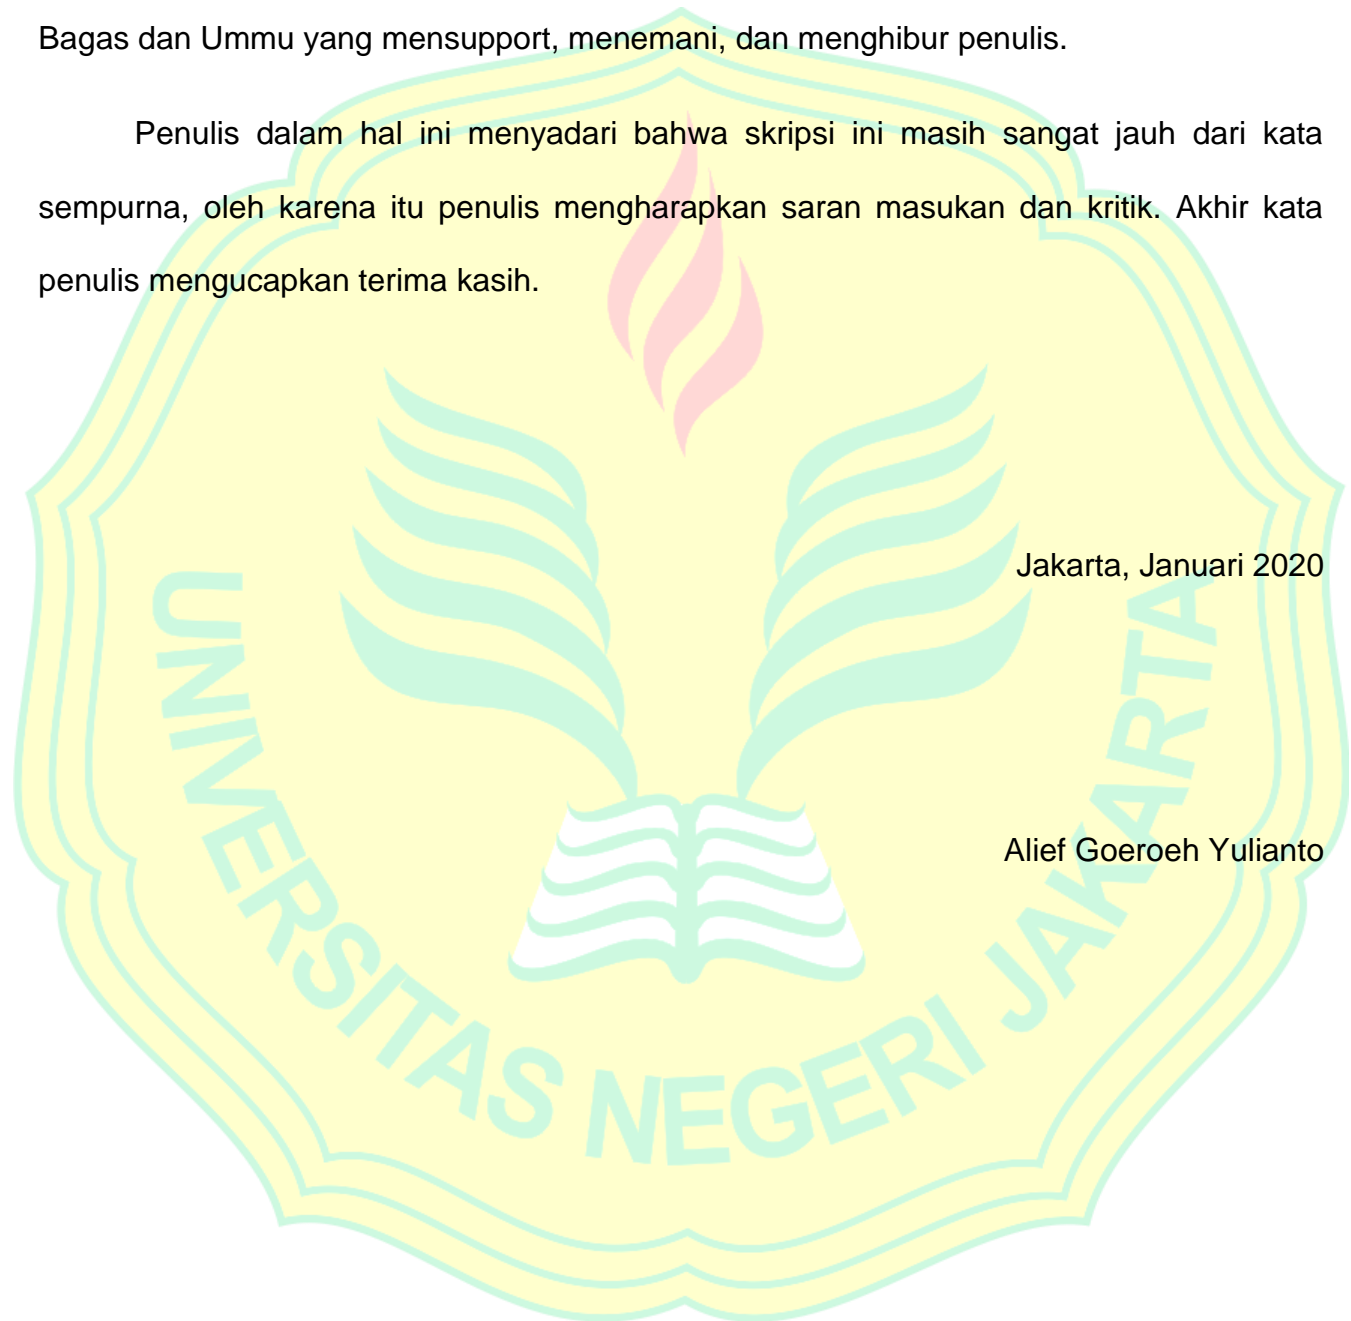 Bagas dan Ummu yang mensupport, menemani, dan menghibur penulis.
Penulis dalam hal ini menyadari bahwa skripsi ini masih sangat jauh dari kata
sempurna, oleh karena itu penulis mengharapkan saran masukan dan kritik. Akhir kata
penulis mengucapkan terima kasih.
Jakarta, Januari 2020
Alief Goeroeh Yulianto
UNIVERSITAS NEGERI JAKARTA